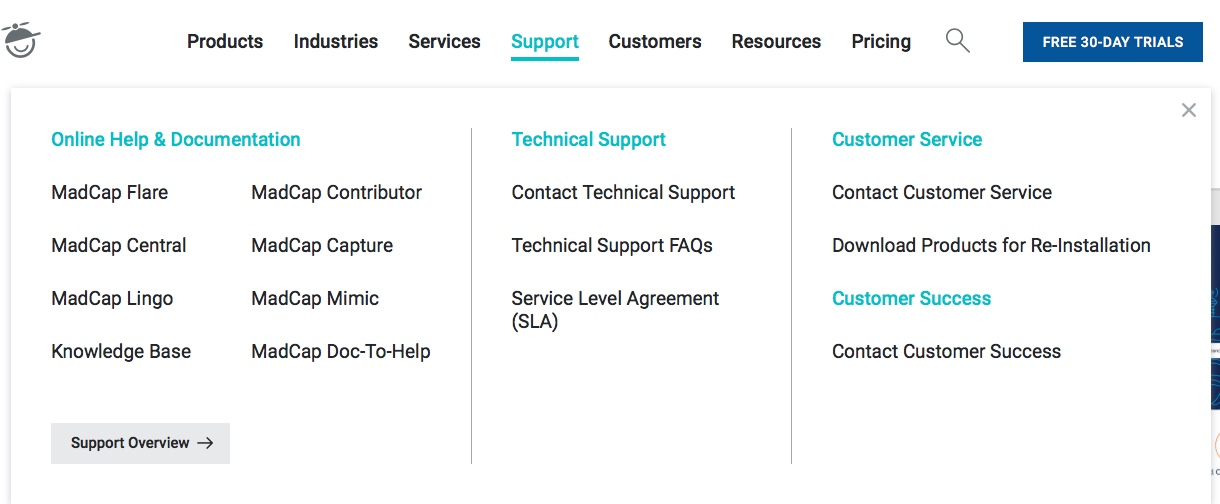 Products Industries Services Support Customers Resources Pricing FREE 30-DAY TRIALS
Online Help & Documentation
MadCap Flare
MadCap Central
MadCap Lingo
Knowledge Base
MadCap Contributor
MadCap Capture
MadCap Mimic
MadCap Doc-To-Help
Support Overview →
Technical Support
Contact Technical Support
Technical Support FAQs
Service Level Agreement
(SLA)
Customer Service
Contact Customer Service
Download Products for Re-Installation
Customer Success
Contact Customer Success